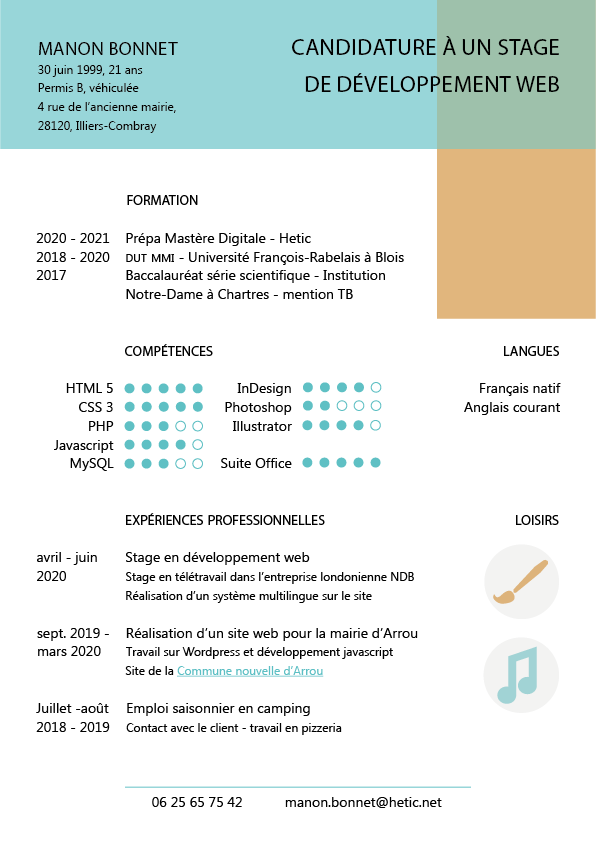 MANON BONNET
30 juin 1999, 21 ans
Permis B, véhiculée
4 rue de l'ancienne mairie,
28120, Illiers-Combray
CANDIDATURE À UN STAGE
DE DÉVELOPPEMENT WEB
FORMATION
2020 - 2021 Prépa Mastère Digitale - Hetic
2018 - 2020 DUT MMI - Université François-Rabelais à Blois
2017 Baccalauréat série scientifique - Institution
Notre-Dame à Chartres - mention TB
COMPÉTENCES
HTML 5
CSS 3
PHP
Javascript
MySQL
InDesign
Photoshop
Illustrator
Suite Office
LANGUES
Français natif
Anglais courant
EXPÉRIENCES PROFESSIONNELLES
avril - juin
2020
Stage en développement web
Stage en télétravail dans l'entreprise londonienne NDB
Réalisation d'un système multilingue sur le site
sept. 2019 -
mars 2020
Réalisation d'un site web pour la mairie d'Arrou
Travail sur Wordpress et développement javascript
Site de la Commune nouvelle d'Arrou
Juillet -août
2018 - 2019
Emploi saisonnier en camping
Contact avec le client - travail en pizzeria
LOISIRS
06 25 65 75 42
manon.bonnet@hetic.net